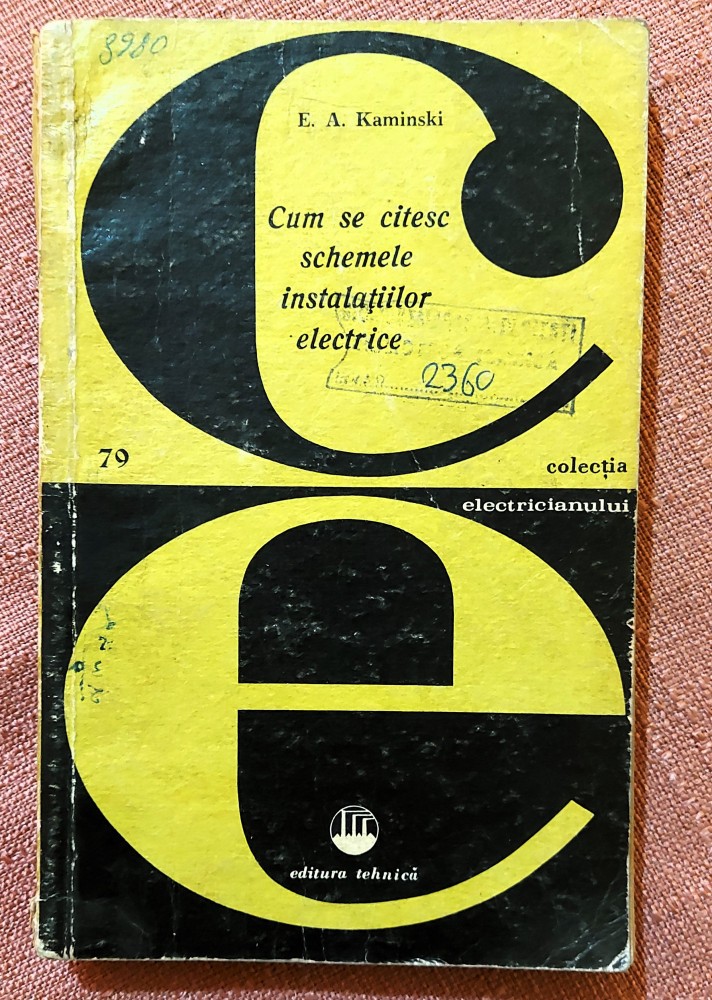 3980
E. A. Kaminski
Cum se citesc
schemele
instalațiilor
electrice
2360
79
colecția
electricianului
editura tehnică